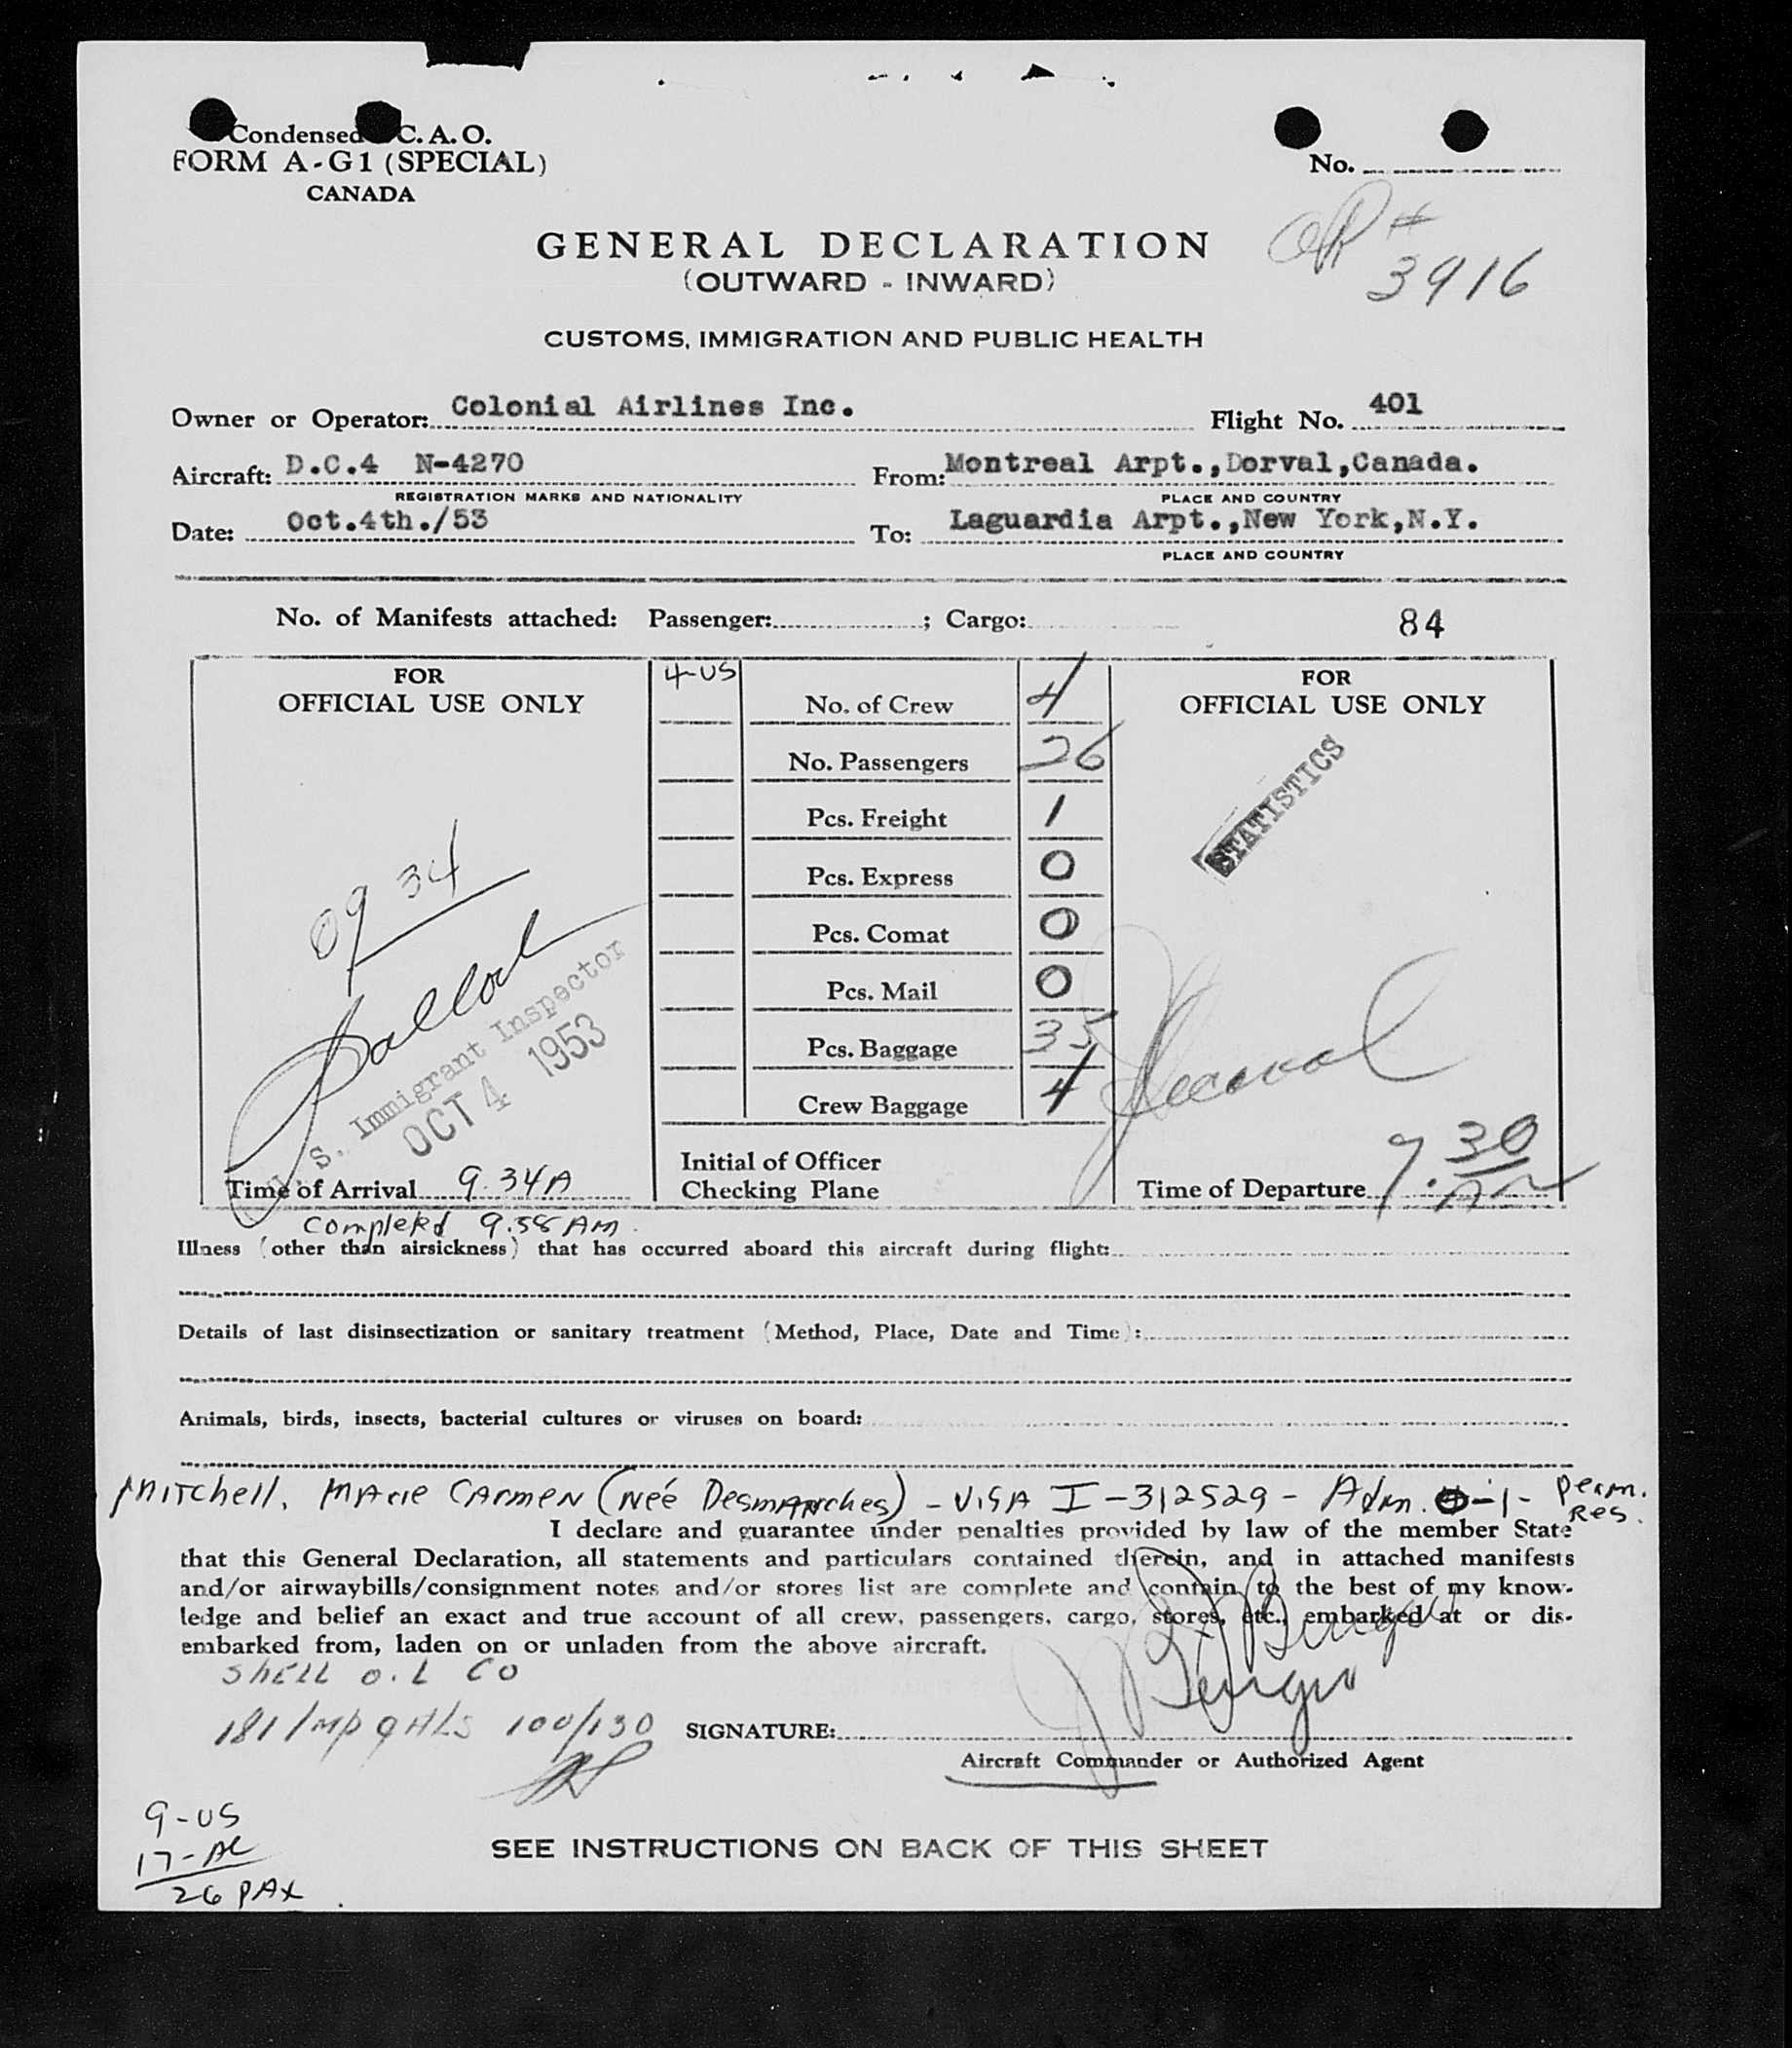 Condensed C. A. O.
FORM A-G1 (SPECIAL)
CANADA
No.
# 3916
GENERAL DECLARATION
(OUTWARD - INWARD)
CUSTOMS, IMMIGRATION AND PUBLIC HEALTH
Owner or Operator: Colonial Airlines Inc. Flight No. 401
Aircraft: D.C.4 N-4270 From: Montreal Arpt.,Dorval,Canada.
REGISTRATION MARKS AND NATIONALITY PLACE AND COUNTRY
Date: Oct.4th./53 To: Laguardia Arpt.,New York,N.Y.
PLACE AND COUNTRY
No. of Manifests attached: Passenger: ; Cargo: 84
FOR
OFFICIAL USE ONLY
09 34
U. S. Immigrant Inspector
OCT 4 1953
Time of Arrival 9.34A
Completed 9.58 AM.
4-US No. of Crew 4
No. Passengers 26
Pcs. Freight 1
Pcs. Express 0
Pcs. Comat 0
Pcs. Mail 0
Pcs. Baggage 35
Crew Baggage 4
Initial of Officer
Checking Plane
FOR
OFFICIAL USE ONLY
STATISTICS
Time of Departure 9.30 AM
Illness (other than airsickness) that has occurred aboard this aircraft during flight:
Details of last disinsectization or sanitary treatment (Method, Place, Date and Time):
Animals, birds, insects, bacterial cultures or viruses on board:
Mitchell, Marie Carmen (Née Desmarches) - Visa I-312529 - Adm. -1- Perm. Res.
I declare and guarantee under penalties provided by law of the member State
that this General Declaration, all statements and particulars contained therein, and in attached manifests
and/or airwaybills/consignment notes and/or stores list are complete and contain to the best of my know-
ledge and belief an exact and true account of all crew, passengers, cargo, stores, etc., embarked at or dis-
embarked from, laden on or unladen from the above aircraft.
SHELL OIL CO
181 IMP GALS 100/130
SIGNATURE:
Aircraft Commander or Authorized Agent
9-US
17-AL
26 PAX
SEE INSTRUCTIONS ON BACK OF THIS SHEET